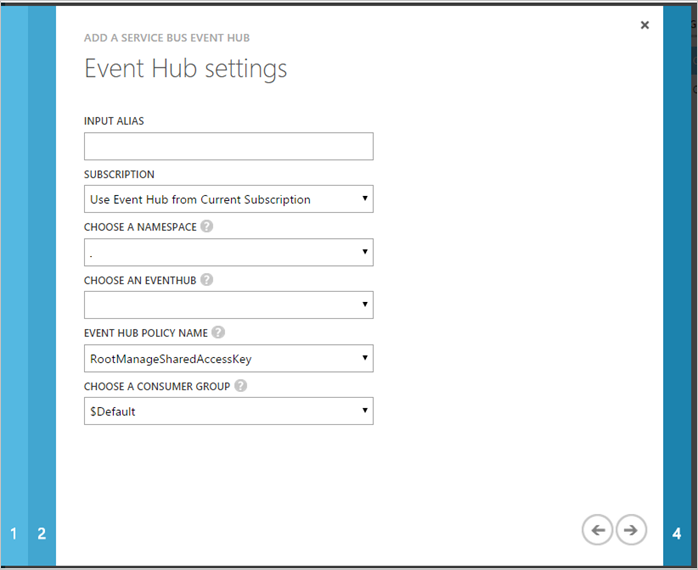 ADD A SERVICE BUS EVENT HUB
Event Hub settings
INPUT ALIAS
SUBSCRIPTION
Use Event Hub from Current Subscription
CHOOSE A NAMESPACE ?
.
CHOOSE AN EVENTHUB ?
EVENT HUB POLICY NAME ?
RootManageSharedAccessKey
CHOOSE A CONSUMER GROUP ?
$Default
1 2 4